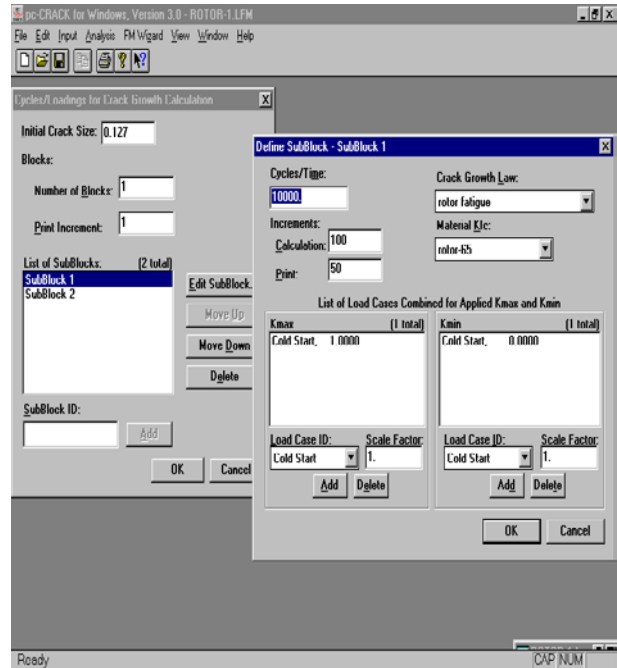 pc-CRACK for Windows, Version 3.0 - ROTOR-1.LFM
File Edit Input Analysis FM Wizard View Window Help
Cycles/Loadings for Crack Growth Calculation
Initial Crack Size: 0.127
Blocks:
Number of Blocks: 1
Print Increment: 1
List of SubBlocks: (2 total)
SubBlock 1
SubBlock 2
Edit SubBlock.
Move Up
Move Down
Delete
SubBlock ID:
Add
OK Cancel
Define SubBlock - SubBlock 1
Cycles/Time:
10000.
Crack Growth Law:
rotor fatigue
Increments:
Calculation: 100
Print: 50
Material KIc:
rotor-65
List of Load Cases Combined for Applied Kmax and Kmin
Kmax (1 total)
Cold Start, 1.0000
Load Case ID: Scale Factor:
Cold Start 1.
Add Delete
Kmin (1 total)
Cold Start, 0.0000
Load Case ID: Scale Factor:
Cold Start 1.
Add Delete
OK Cancel
Ready
CAP NUM